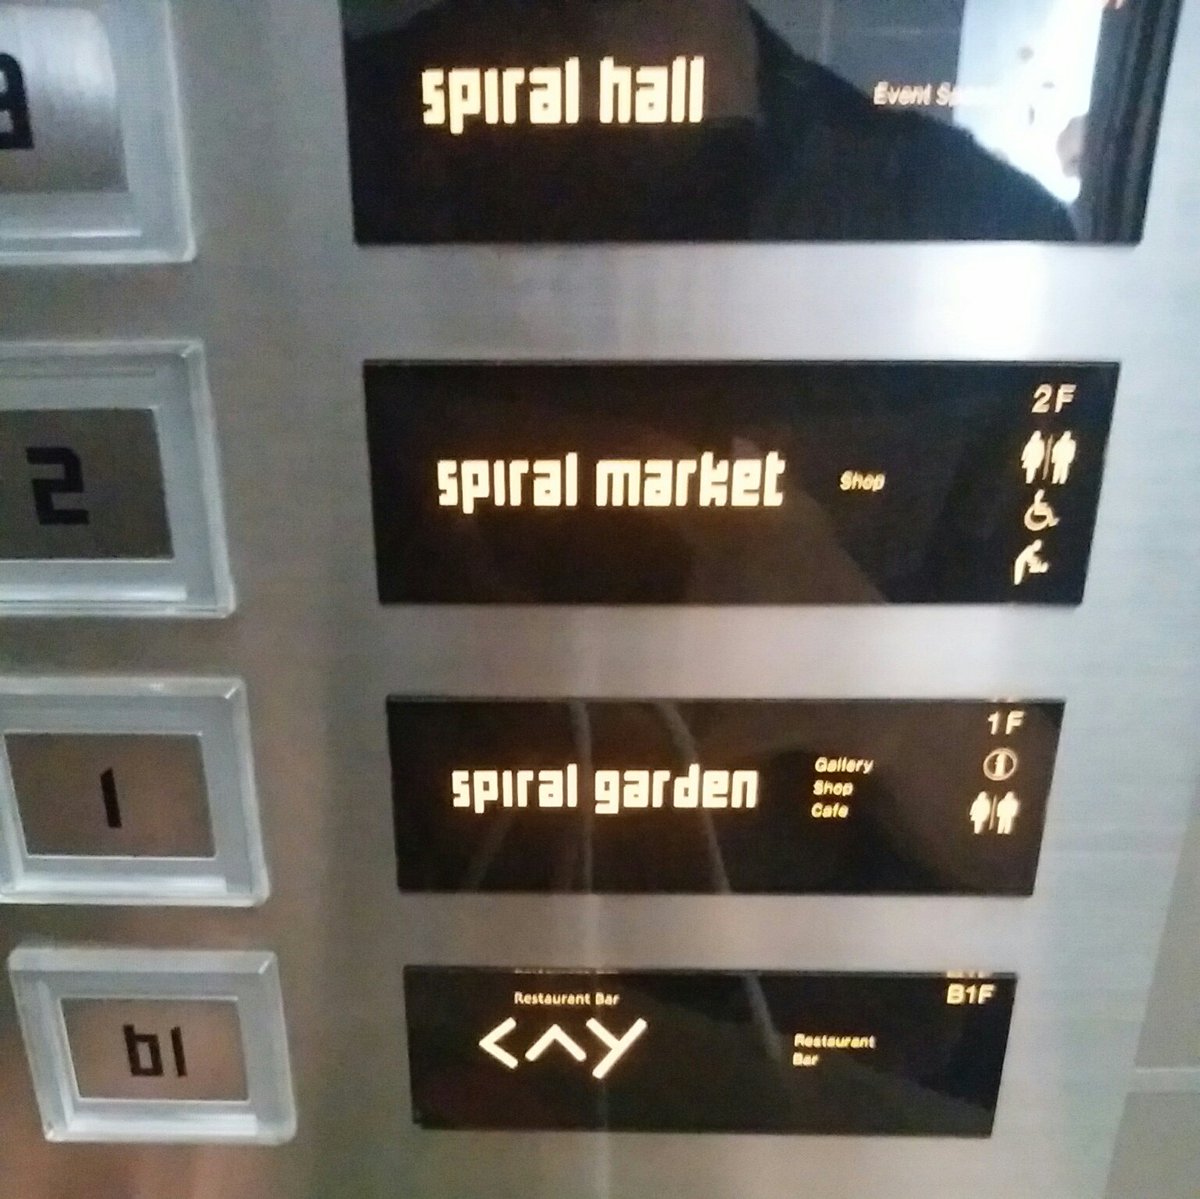 spiral hall
Event
2
spiral market
Shop
2F
1
spiral garden
Gallery
Shop
Cafe
1F
b1
Restaurant Bar
CAY
Restaurant
Bar
B1F